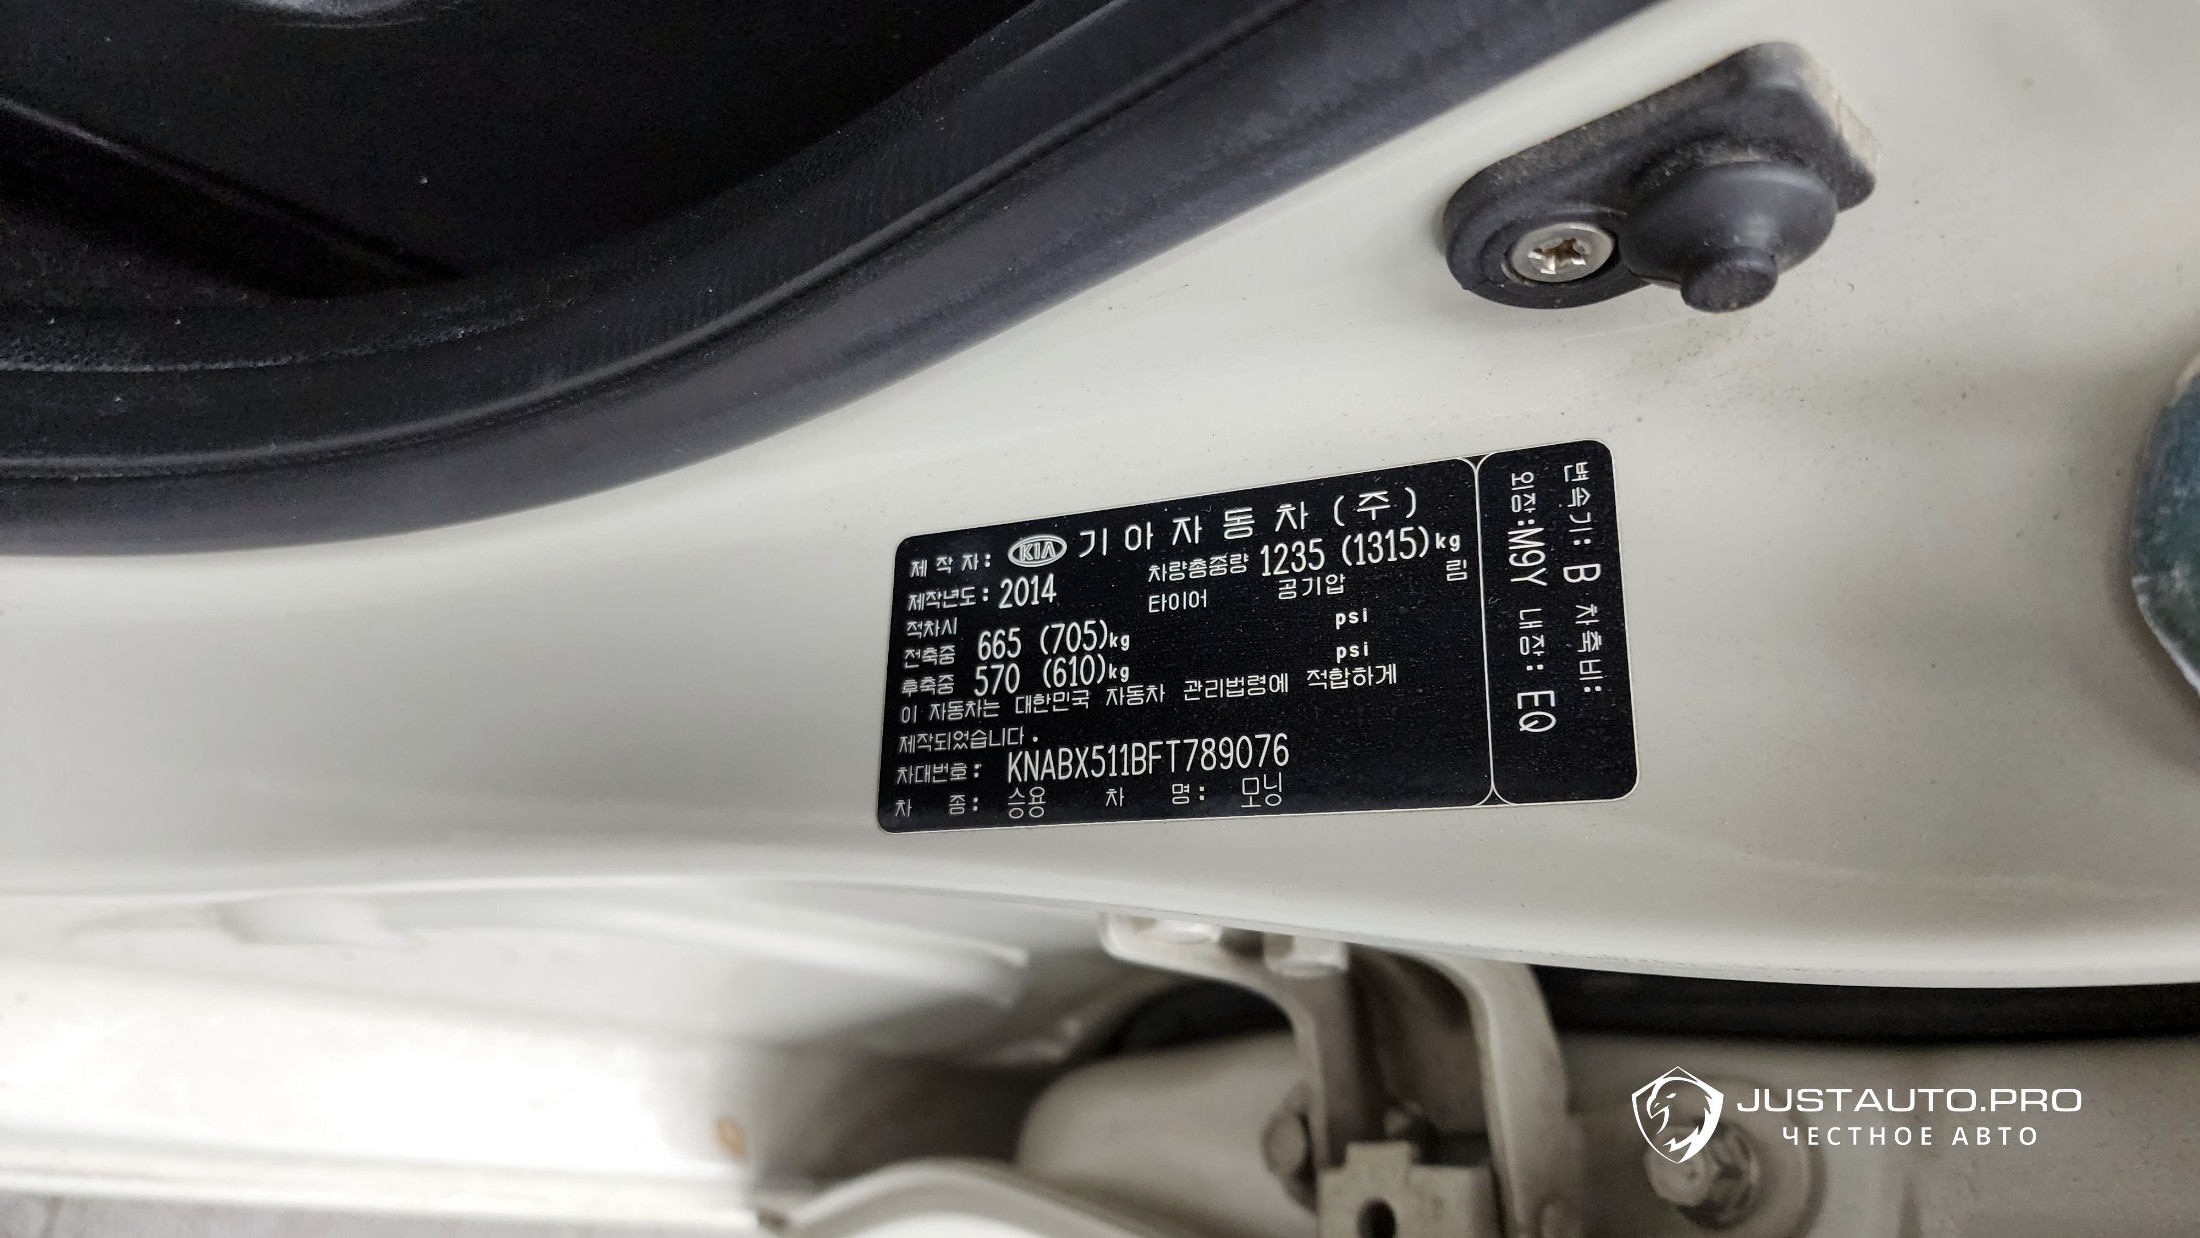 제 작 자: KIA 기 아 자 동 차 (주)
제작년도: 2014 차량총중량 1235 (1315)kg
적차시 타이어 공기압 림
전축중 665 (705)kg psi
후축중 570 (610)kg psi
이 자동차는 대한민국 자동차 관리법령에 적합하게
제작되었습니다.
차대번호: KNABX511BFT789076
차 종: 승용 차 명: 모닝
변속기: B 차축비:
외장:M9Y 내장: EQ
JUSTAUTO.PRO
ЧЕСТНОЕ АВТО